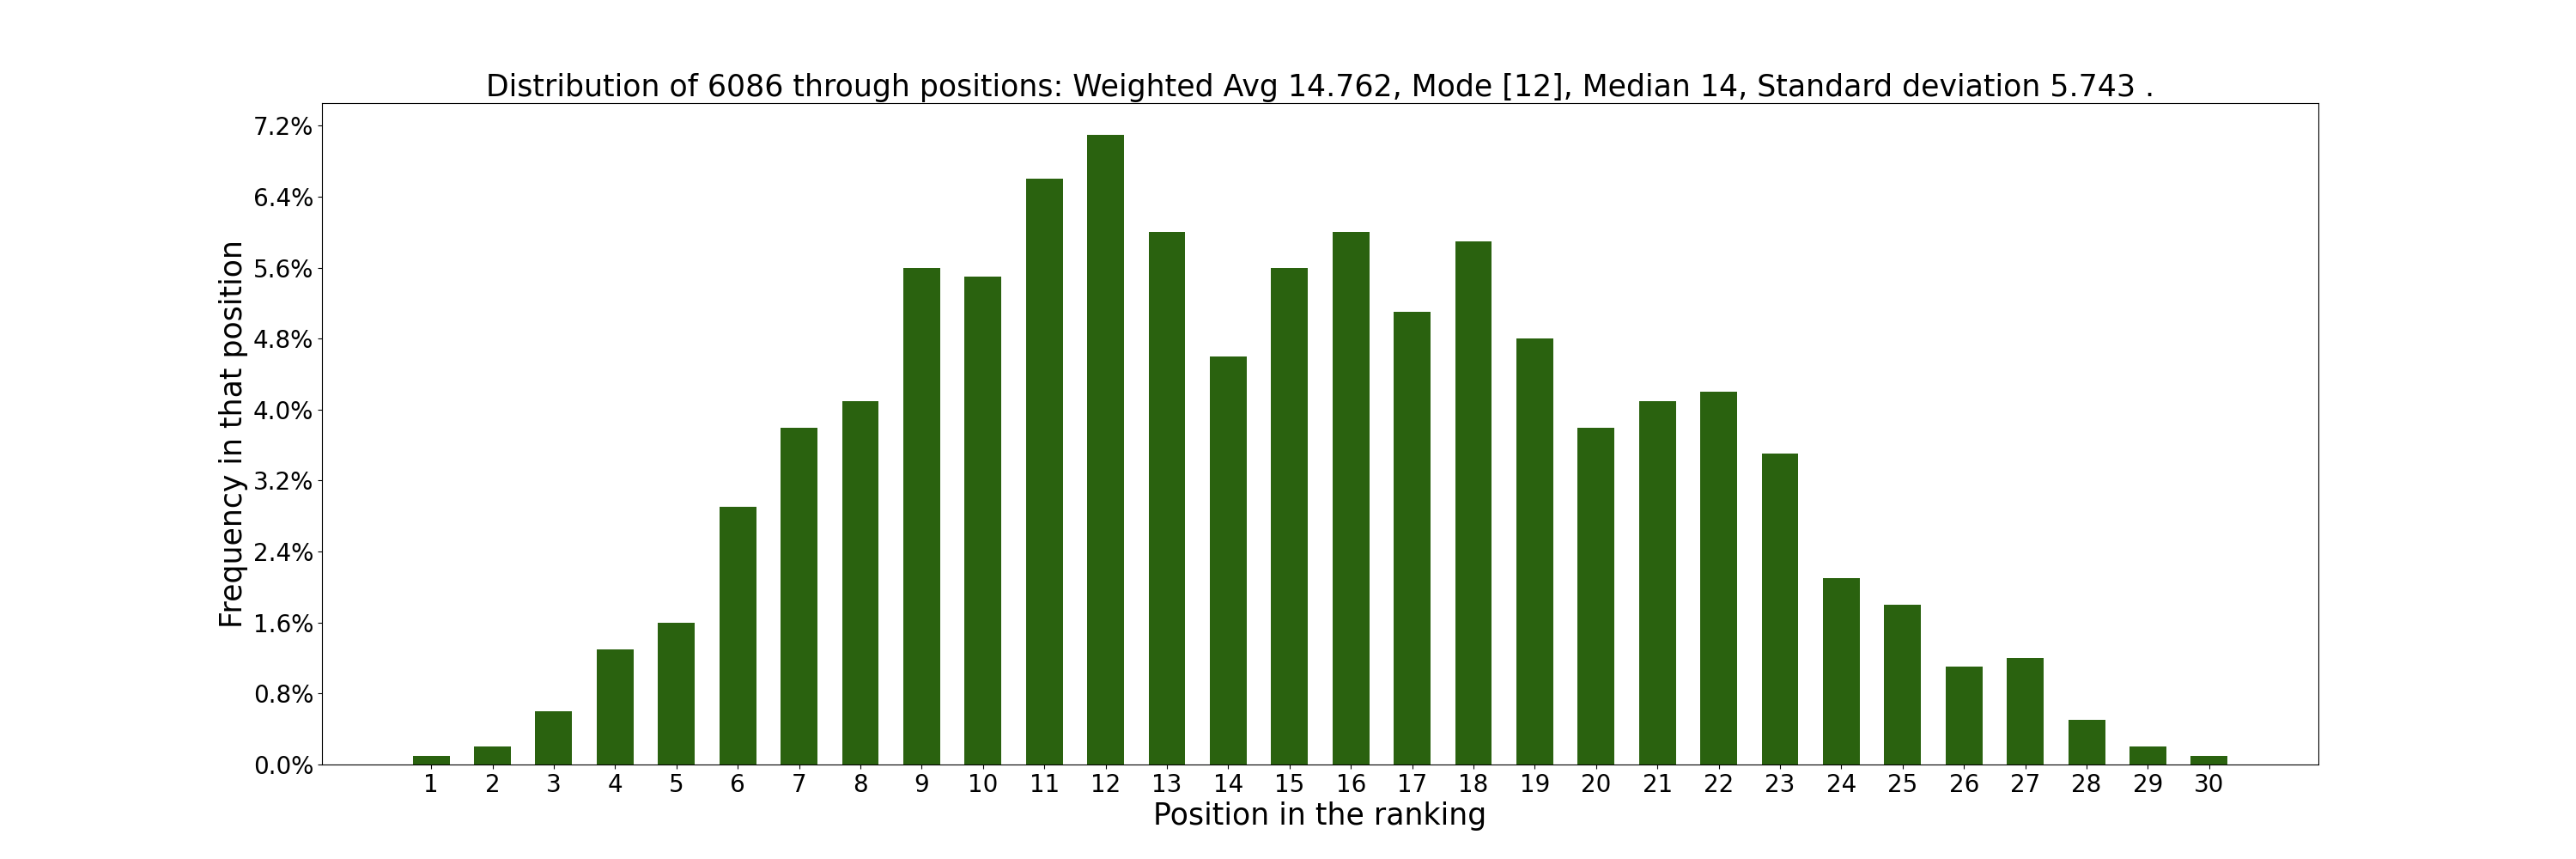 Distribution of 6086 through positions: Weighted Avg 14.762, Mode [12], Median 14, Standard deviation 5.743 .
7.2%
6.4%
5.6%
4.8%
4.0%
3.2%
2.4%
1.6%
0.8%
0.0%
Frequency in that position
1 2 3 4 5 6 7 8 9 10 11 12 13 14 15 16 17 18 19 20 21 22 23 24 25 26 27 28 29 30
Position in the ranking